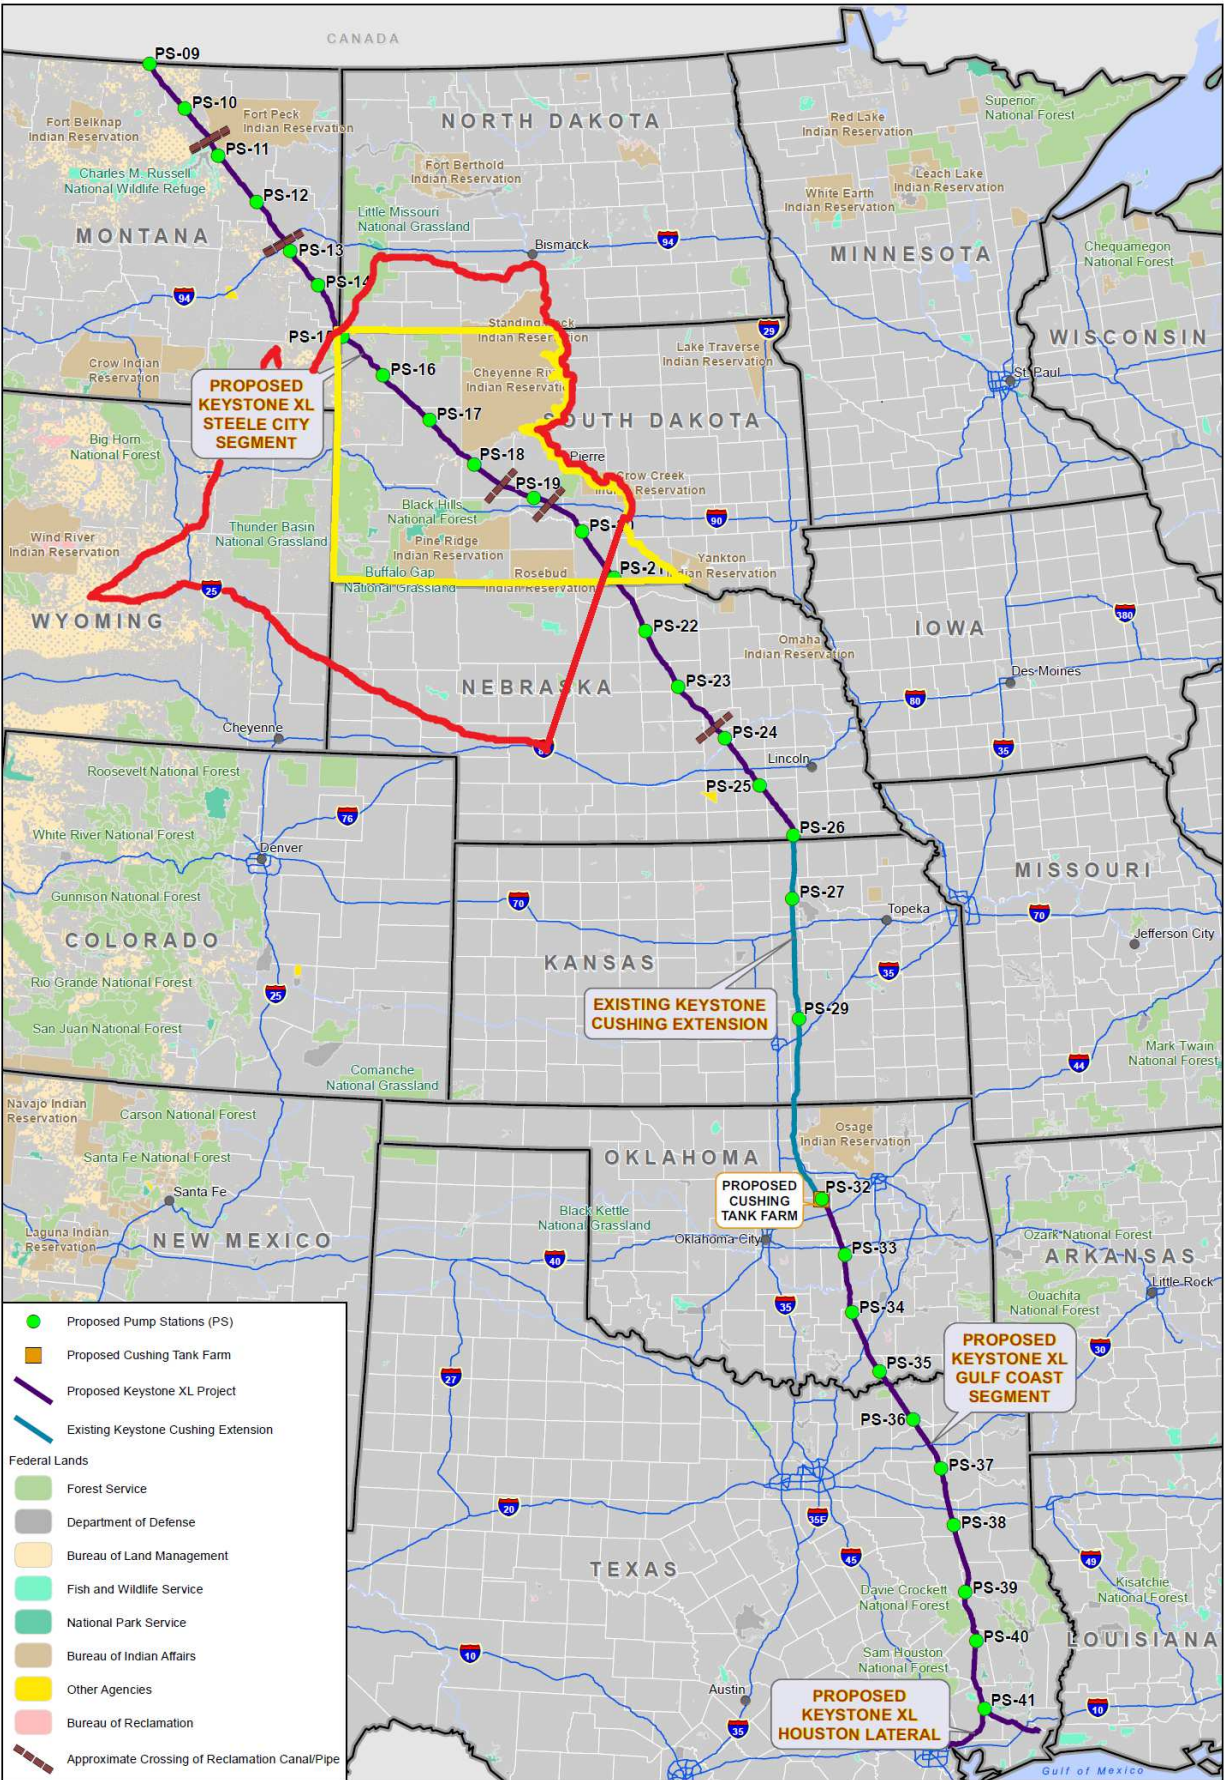 CANADA
PS-09
PS-10
Fort Belknap
Indian Reservation
Fort Peck
Indian Reservation
NORTH DAKOTA
Red Lake
Indian Reservation
Superior
National Forest
PS-11
Charles M. Russell
National Wildlife Refuge
Fort Berthold
Indian Reservation
Leach Lake
Indian Reservation
White Earth
Indian Reservation
PS-12
Little Missouri
National Grassland
MONTANA
PS-13
Bismarck
94
MINNESOTA
Chequamegon
National Forest
PS-14
94
PS-1
Standing
Indian Reser
29
Lake Traverse
Indian Reservation
WISCONSIN
Crow Indian
PS-16
Cheyenne
Indian
St. Paul
PROPOSED
KEYSTONE XL
STEELE CITY
SEGMENT
PS-17
SOUTH DAKOTA
Big Horn
National Forest
PS-18
Pierre
PS-19
Crow Creek
Reservation
Black Hills
National Forest
90
Thunder Basin
National Grassland
Wind River
Indian Reservation
Pine Ridge
Indian Reservation
Yankton
Indian Reservation
PS-21
Buffalo Gap
National Grassland
Rosebud
Indian Reservation
25
WYOMING
PS-22
380
IOWA
Omaha
Indian Reservation
Des Moines
NEBRASKA
PS-23
80
Cheyenne
PS-24
35
Lincoln
Roosevelt National Forest
PS-25
76
White River National Forest
PS-26
Denver
MISSOURI
Gunnison National Forest
70
PS-27
Topeka
70
Jefferson City
COLORADO
KANSAS
35
Rio Grande National Forest
25
EXISTING KEYSTONE
CUSHING EXTENSION
PS-29
San Juan National Forest
Mark Twain
National Forest
44
Comanche
National Grassland
Navajo Indian
Reservation
Carson National Forest
Osage
Indian Reservation
Santa Fe National Forest
OKLAHOMA
PROPOSED
CUSHING
TANK FARM
PS-32
Santa Fe
Black Kettle
National Grassland
Laguna Indian
Reservation
NEW MEXICO
Oklahoma City
Ozark National Forest
ARKANSAS
40
PS-33
Little Rock
35
PS-34
Ouachita
National Forest
PROPOSED
KEYSTONE XL
GULF COAST
SEGMENT
30
PS-35
27
PS-36
PS-37
20
35E
PS-38
45
49
TEXAS
PS-39
Davie Crockett
National Forest
Kisatchie
National Forest
PS-40
LOUISIANA
10
Sam Houston
National Forest
Austin
PS-41
10
35
PROPOSED
KEYSTONE XL
HOUSTON LATERAL
Gulf of Mexico
Proposed Pump Stations (PS)
Proposed Cushing Tank Farm
Proposed Keystone XL Project
Existing Keystone Cushing Extension
Federal Lands
Forest Service
Department of Defense
Bureau of Land Management
Fish and Wildlife Service
National Park Service
Bureau of Indian Affairs
Other Agencies
Bureau of Reclamation
Approximate Crossing of Reclamation Canal/Pipe